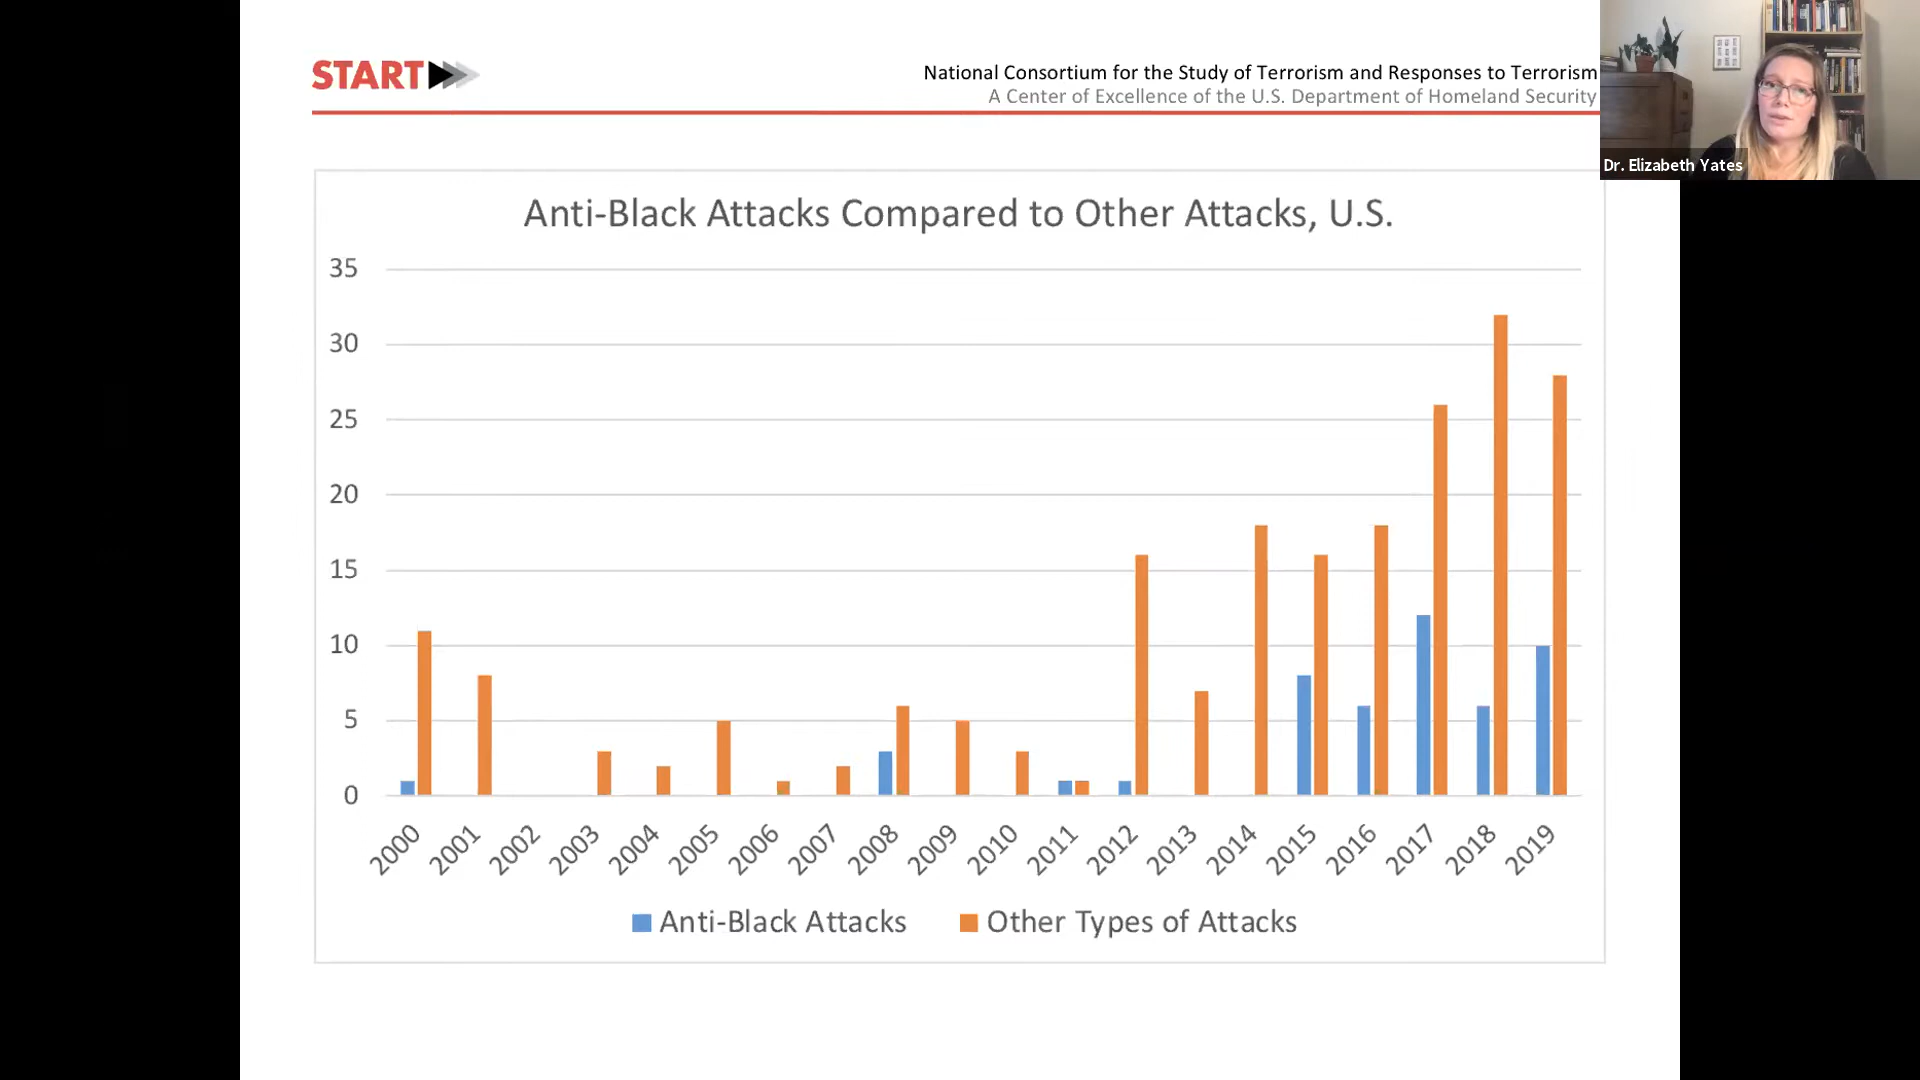 START
National Consortium for the Study of Terrorism and Responses to Terrorism
A Center of Excellence of the U.S. Department of Homeland Security
Dr. Elizabeth Yates
Anti-Black Attacks Compared to Other Attacks, U.S.
35
30
25
20
15
10
5
0
2000 2001 2002 2003 2004 2005 2006 2007 2008 2009 2010 2011 2012 2013 2014 2015 2016 2017 2018 2019
Anti-Black Attacks Other Types of Attacks